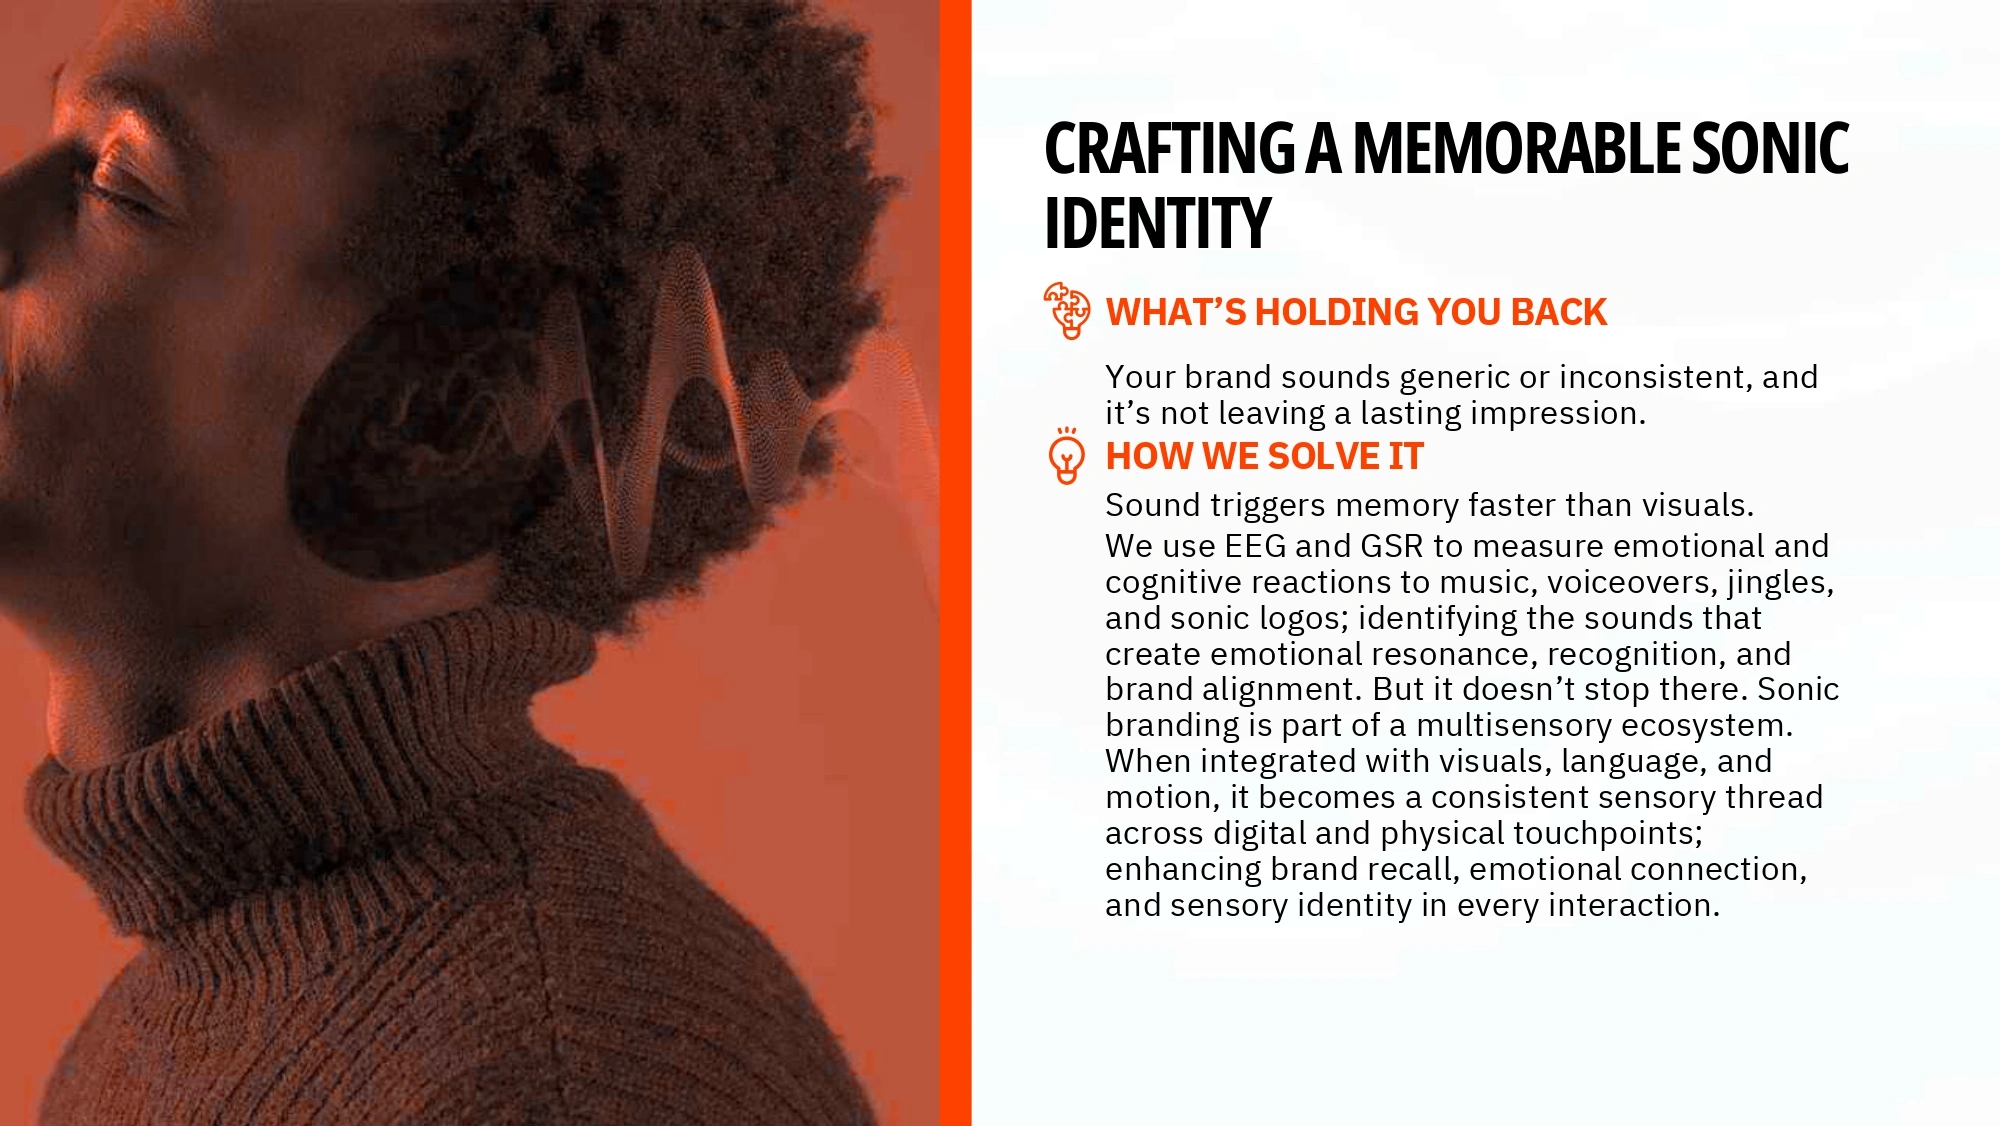 CRAFTING A MEMORABLE SONIC
IDENTITY
WHAT’S HOLDING YOU BACK
Your brand sounds generic or inconsistent, and
it’s not leaving a lasting impression.
HOW WE SOLVE IT
Sound triggers memory faster than visuals.
We use EEG and GSR to measure emotional and
cognitive reactions to music, voiceovers, jingles,
and sonic logos; identifying the sounds that
create emotional resonance, recognition, and
brand alignment. But it doesn’t stop there. Sonic
branding is part of a multisensory ecosystem.
When integrated with visuals, language, and
motion, it becomes a consistent sensory thread
across digital and physical touchpoints;
enhancing brand recall, emotional connection,
and sensory identity in every interaction.